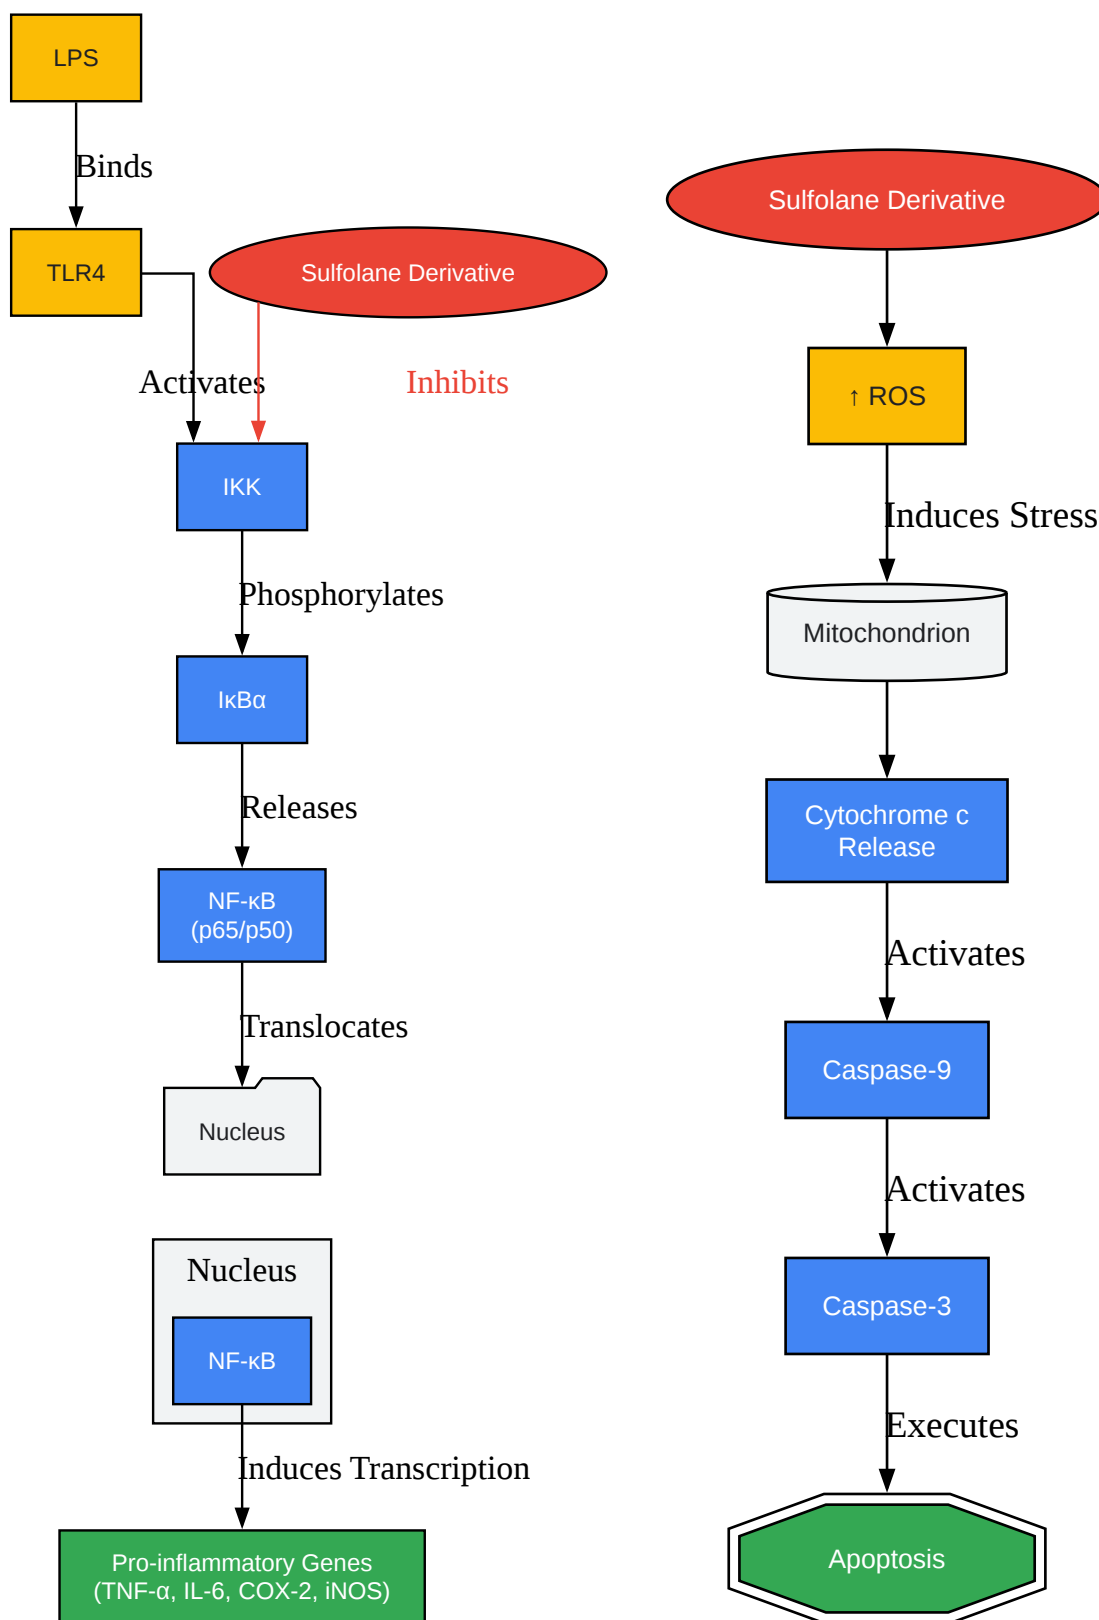 LPS
Binds
TLR4
Sulfolane Derivative
Activates
Inhibits
IKK
Phosphorylates
IκBα
Releases
NF-κB
(p65/p50)
Translocates
Nucleus
Nucleus
NF-κB
Induces Transcription
Pro-inflammatory Genes
(TNF-α, IL-6, COX-2, iNOS)
Sulfolane Derivative
↑ ROS
Induces Stress
Mitochondrion
Cytochrome c
Release
Activates
Caspase-9
Activates
Caspase-3
Executes
Apoptosis